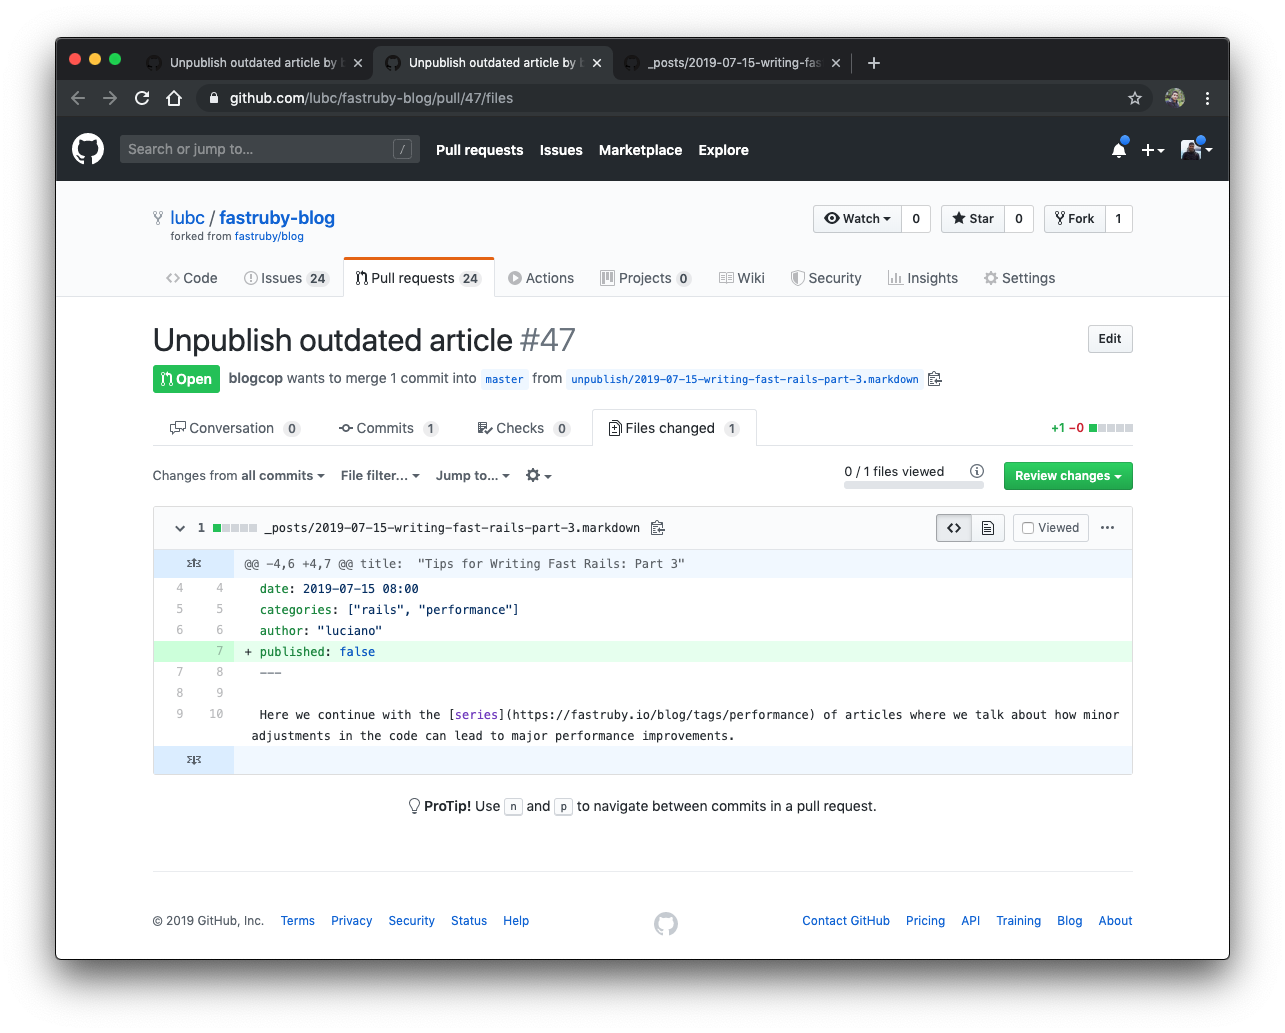 Unpublish outdated article by
Unpublish outdated article by
_posts/2019-07-15-writing-fas
github.com/lubc/fastruby-blog/pull/47/files
Search or jump to...
/
Pull requests Issues Marketplace Explore
lubc / fastruby-blog
forked from fastruby/blog
Watch 0 Star 0 Fork 1
Code Issues 24 Pull requests 24 Actions Projects 0 Wiki Security Insights Settings
Unpublish outdated article #47
Edit
Open blogcop wants to merge 1 commit into master from unpublish/2019-07-15-writing-fast-rails-part-3.markdown
Conversation 0 Commits 1 Checks 0 Files changed 1
+1 −0
Changes from all commits File filter... Jump to...
0 / 1 files viewed
Review changes
1 _posts/2019-07-15-writing-fast-rails-part-3.markdown
Viewed
@@ -4,6 +4,7 @@ title:  "Tips for Writing Fast Rails: Part 3"
4 4 date: 2019-07-15 08:00
5 5 categories: ["rails", "performance"]
6 6 author: "luciano"
7 + published: false
7 8 ---
8 9
9 10 Here we continue with the [series](https://fastruby.io/blog/tags/performance) of articles where we talk about how minor
adjustments in the code can lead to major performance improvements.
ProTip! Use n and p to navigate between commits in a pull request.
© 2019 GitHub, Inc. Terms Privacy Security Status Help
Contact GitHub Pricing API Training Blog About